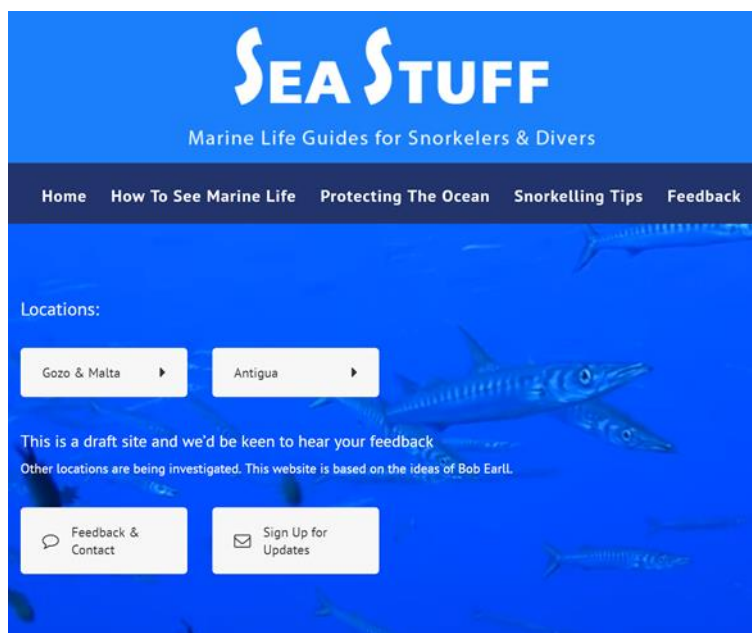 SEA STUFF
Marine Life Guides for Snorkelers & Divers
Home How To See Marine Life Protecting The Ocean Snorkelling Tips Feedback
Locations:
Gozo & Malta
Antigua
This is a draft site and we'd be keen to hear your feedback
Other locations are being investigated. This website is based on the ideas of Bob Earll.
Feedback &
Contact
Sign Up for
Updates